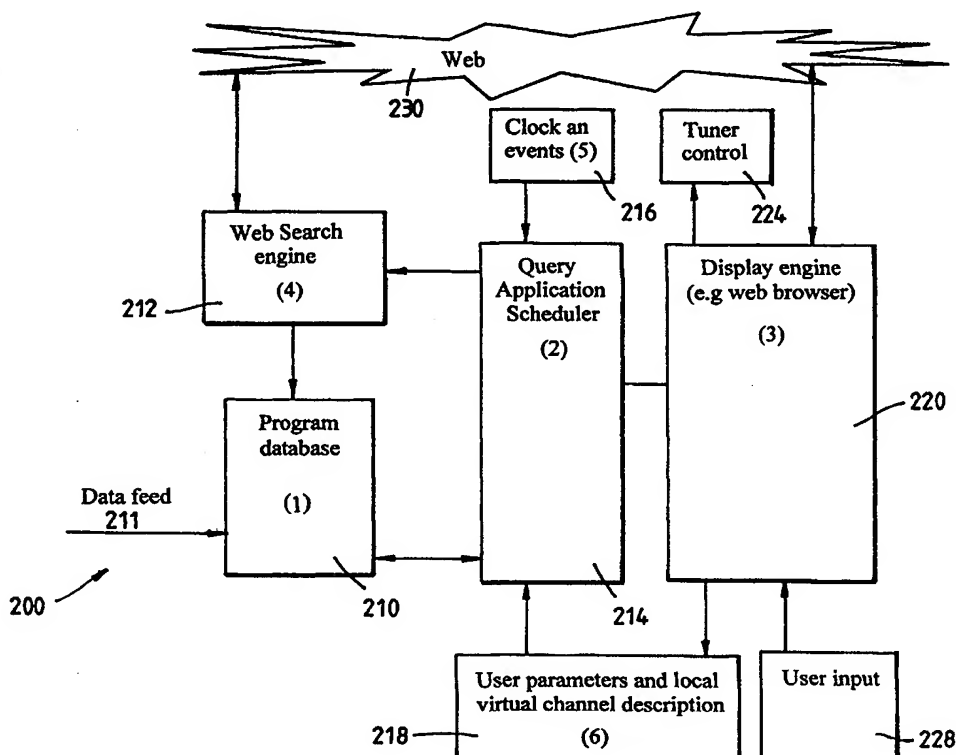 Web
230
Clock an
events (5)
216
Tuner
control
224
Web Search
engine
(4)
212
Query
Application
Scheduler
(2)
Display engine
(e.g web browser)
(3)
220
Program
database
(1)
Data feed
211
200
210
214
User parameters and local
virtual channel description
(6)
218
User input
228